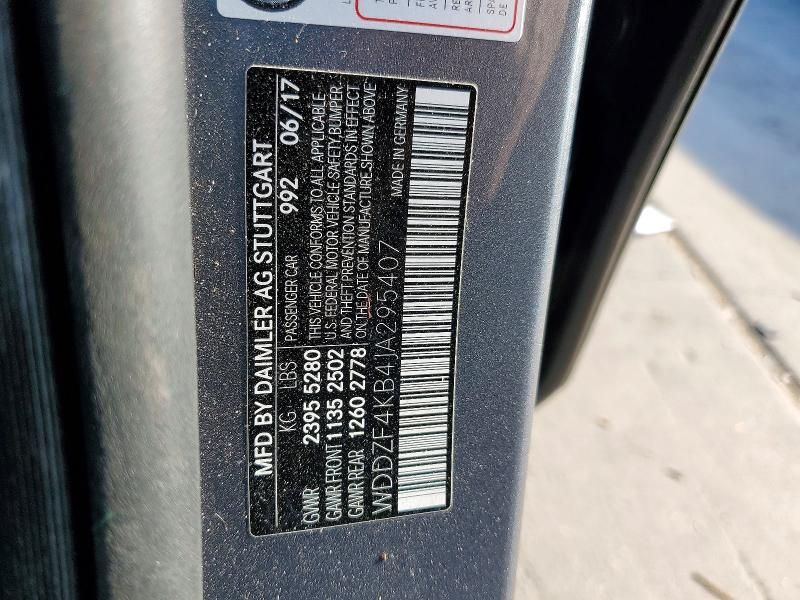 MFD BY DAIMLER AG STUTTGART
992 06/17
KG LBS PASSENGER CAR
GVWR 2395 5280 THIS VEHICLE CONFORMS TO ALL APPLICABLE
GAWR FRONT 1135 2502 U.S. FEDERAL MOTOR VEHICLE SAFETY, BUMPER,
GAWR REAR 1260 2778 AND THEFT PREVENTION STANDARDS IN EFFECT
ON THE DATE OF MANUFACTURE SHOWN ABOVE
WDDZF4KB4JA295407 MADE IN GERMANY